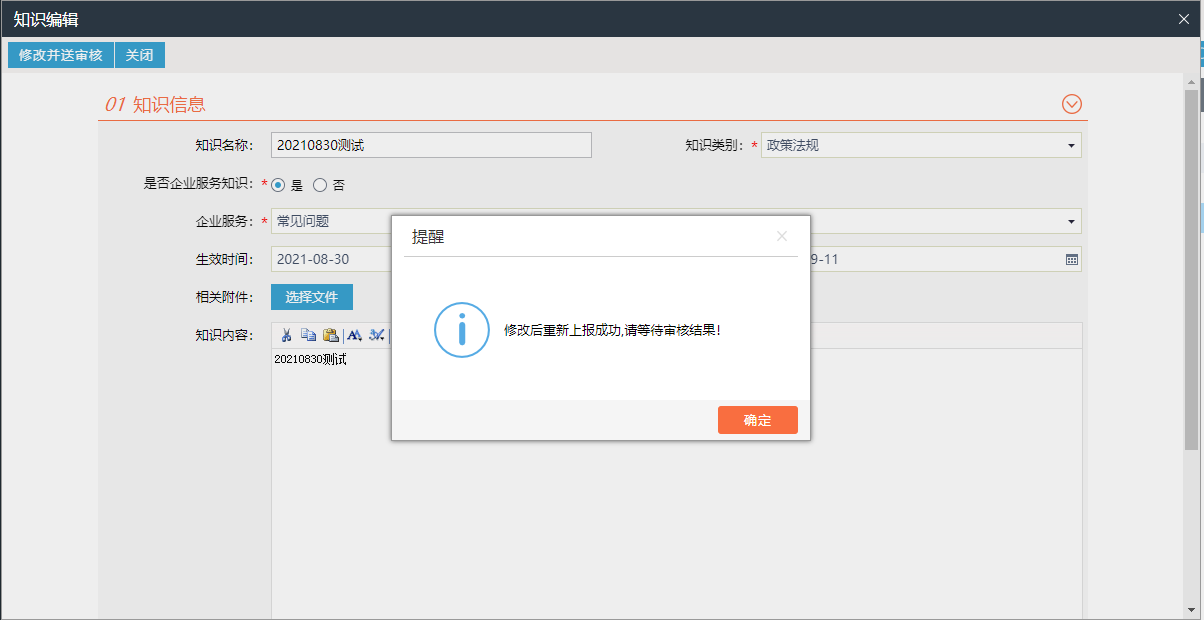 知识编辑
修改并送审核 关闭
01 知识信息
知识名称: 20210830测试 知识类别: * 政策法规
是否企业服务知识: * 是 否
企业服务: * 常见问题
生效时间: 2021-08-30 9-11
相关附件: 选择文件
知识内容:
20210830测试
提醒
修改后重新上报成功,请等待审核结果!
确定